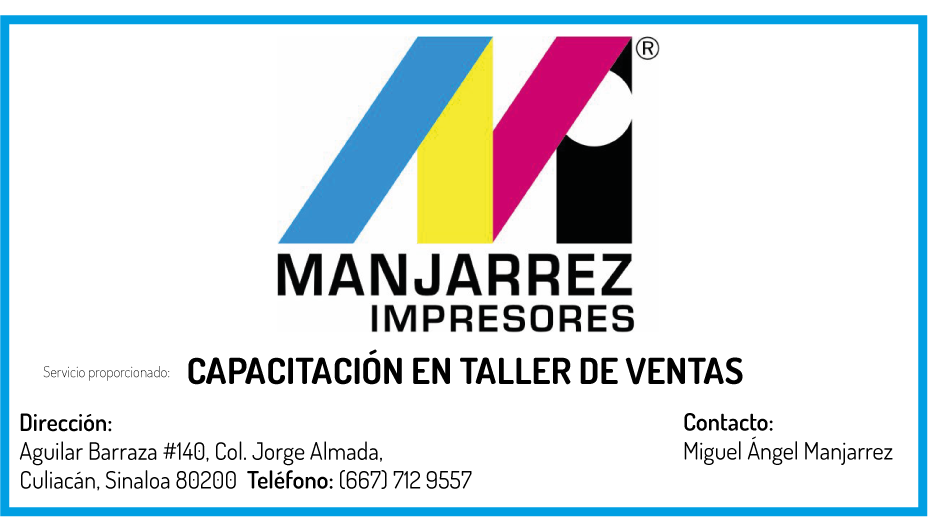 ®
MANJARREZ
IMPRESORES
Servicio proporcionado: CAPACITACIÓN EN TALLER DE VENTAS
Dirección:
Aguilar Barraza #140, Col. Jorge Almada,
Culiacán, Sinaloa 80200 Teléfono: (667) 712 9557
Contacto:
Miguel Ángel Manjarrez